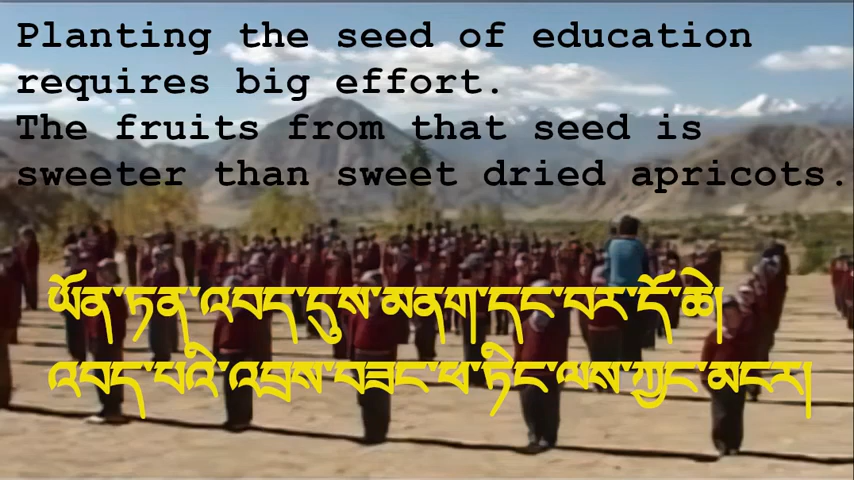 Planting the seed of education
requires big effort.
The fruits from that seed is
sweeter than sweet dried apricots.
ཡོན་ཏན་འབད་དུས་མནག་དང་བར་དོ་ཆེ།
འབད་པའི་འབྲས་བཟང་ཕ་ཏིང་ལས་ཀྱང་མངར།